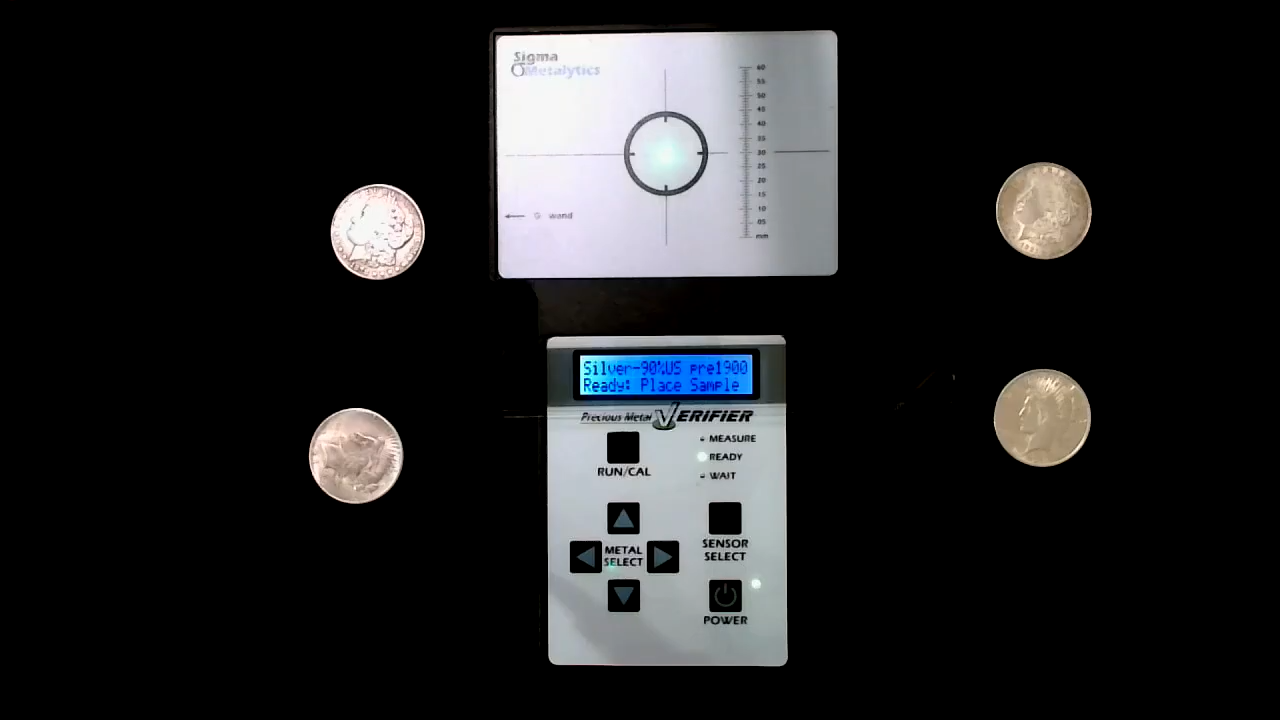 Sigma
Metalytics
60
55
50
45
40
35
30
25
20
15
10
05
mm
wand
Silver-90%US pre1900
Ready: Place Sample
Precious Metal VERIFIER
MEASURE
READY
WAIT
RUN/CAL
METAL
SELECT
SENSOR
SELECT
POWER